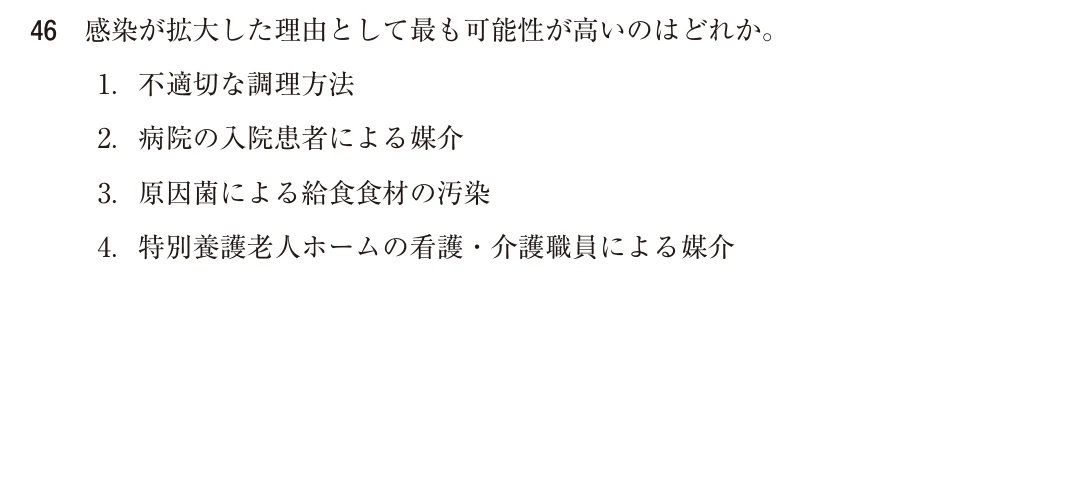 46 感染が拡大した理由として最も可能性が高いのはどれか。
1. 不適切な調理方法
2. 病院の入院患者による媒介
3. 原因菌による給食食材の汚染
4. 特別養護老人ホームの看護・介護職員による媒介